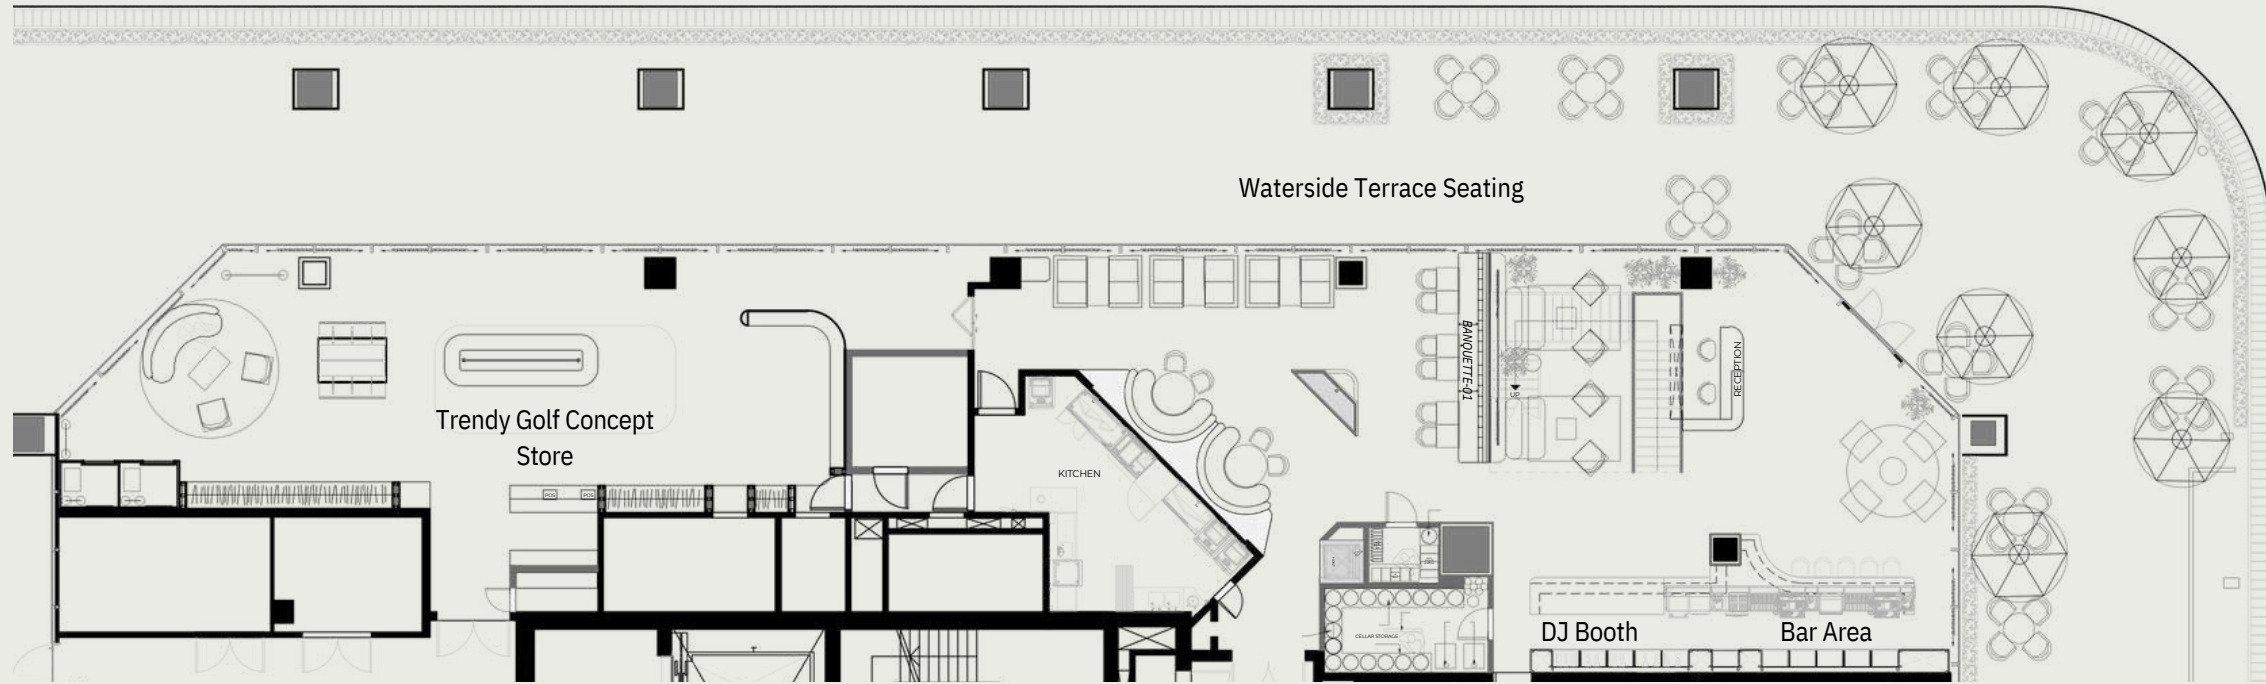 Waterside Terrace Seating
BANQUETTE-01
RECEPTION
UP
Trendy Golf Concept
Store
KITCHEN
POS
POS
CELLAR STORAGE
DJ Booth
Bar Area